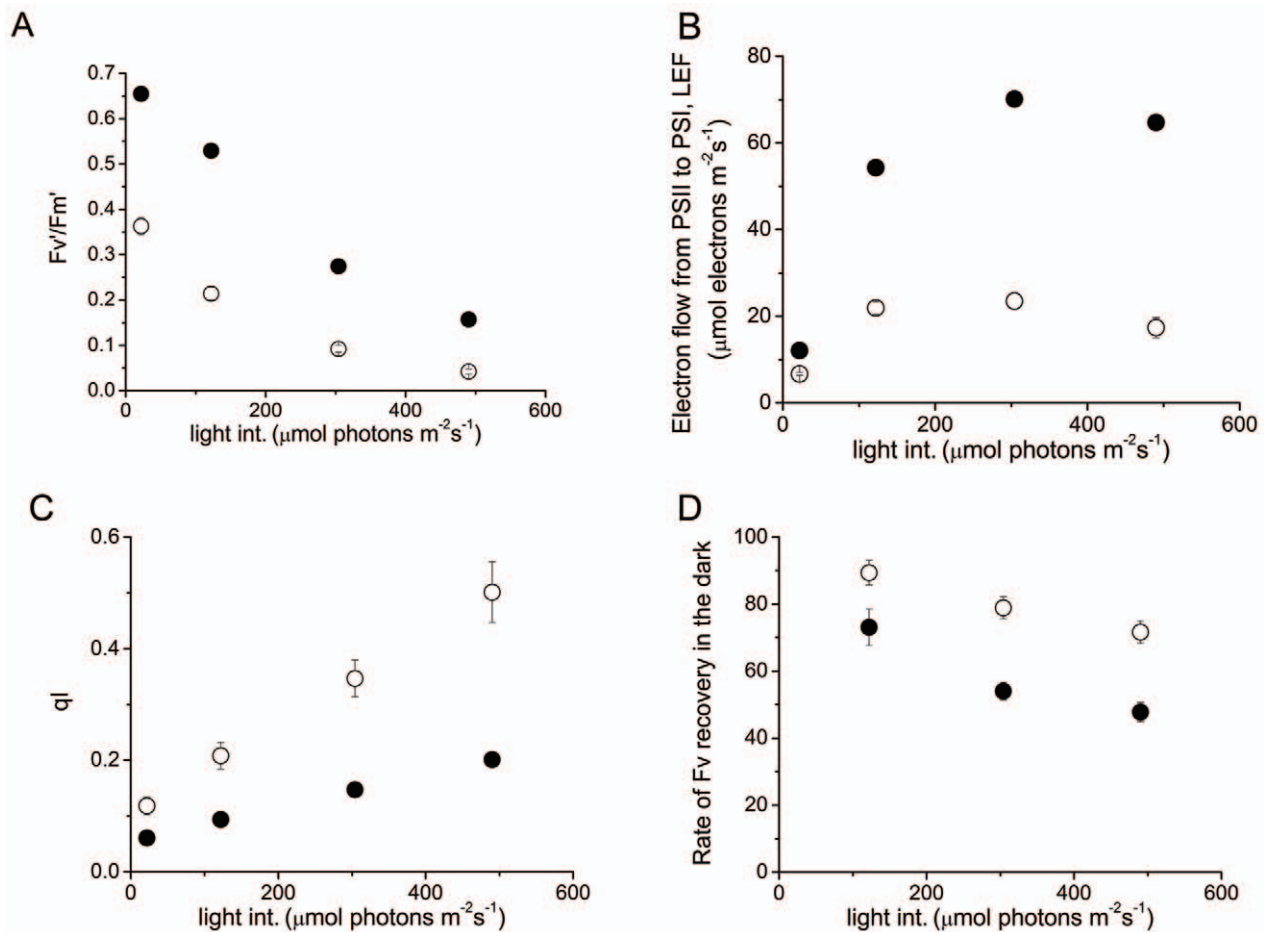 A
0.7
0.6
0.5
0.4
0.3
0.2
0.1
0.0
Fv'/Fm'
0 200 400 600
light int. (μmol photons m⁻²s⁻¹)
B
Electron flow from PSII to PSI, LEF
(μmol electrons m⁻²s⁻¹)
80
60
40
20
0
0 200 400 600
light int. (μmol photons m⁻²s⁻¹)
C
0.6
0.4
0.2
0.0
qI
0 200 400 600
light int. (μmol photons m⁻²s⁻¹)
D
Rate of Fv recovery in the dark
100
80
60
40
20
0
0 200 400 600
light int. (μmol photons m⁻²s⁻¹)